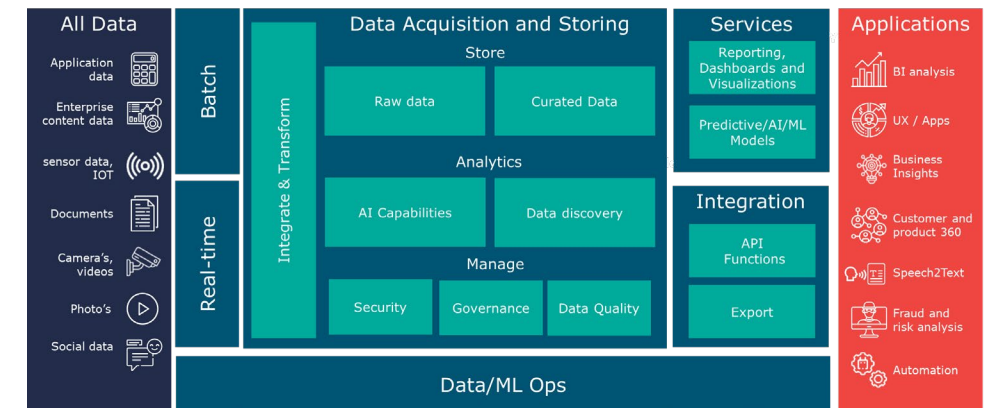 All Data
Application
data
Enterprise
content data
sensor data,
IOT
Documents
Camera's,
videos
Photo's
Social data
Batch
Real-time
Data Acquisition and Storing
Integrate & Transform
Store
Raw data
Curated Data
Analytics
AI Capabilities
Data discovery
Manage
Security
Governance
Data Quality
Services
Reporting,
Dashboards and
Visualizations
Predictive/AI/ML
Models
Integration
API
Functions
Export
Data/ML Ops
Applications
BI analysis
UX / Apps
Business
Insights
Customer and
product 360
Speech2Text
Fraud and
risk analysis
Automation